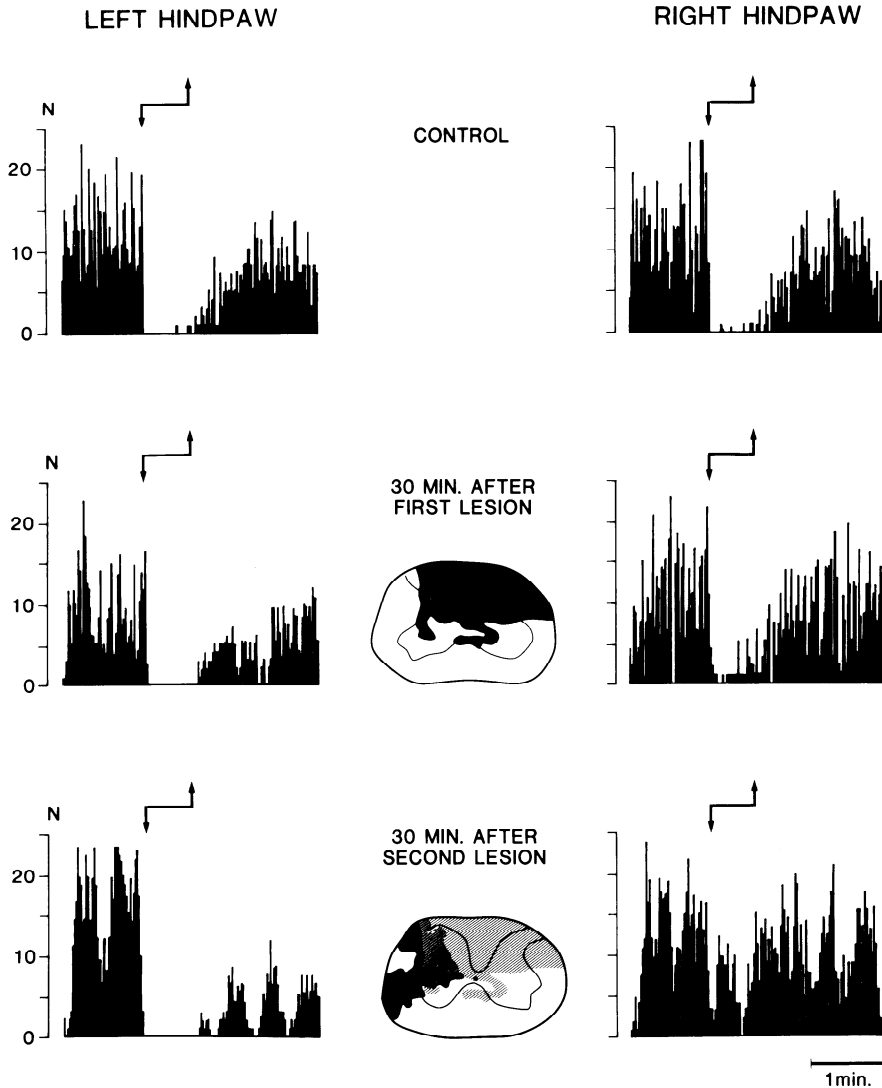 LEFT HINDPAW
RIGHT HINDPAW
N
20
10
0
CONTROL
N
20
10
0
30 MIN. AFTER
FIRST LESION
N
20
10
0
30 MIN. AFTER
SECOND LESION
1min.